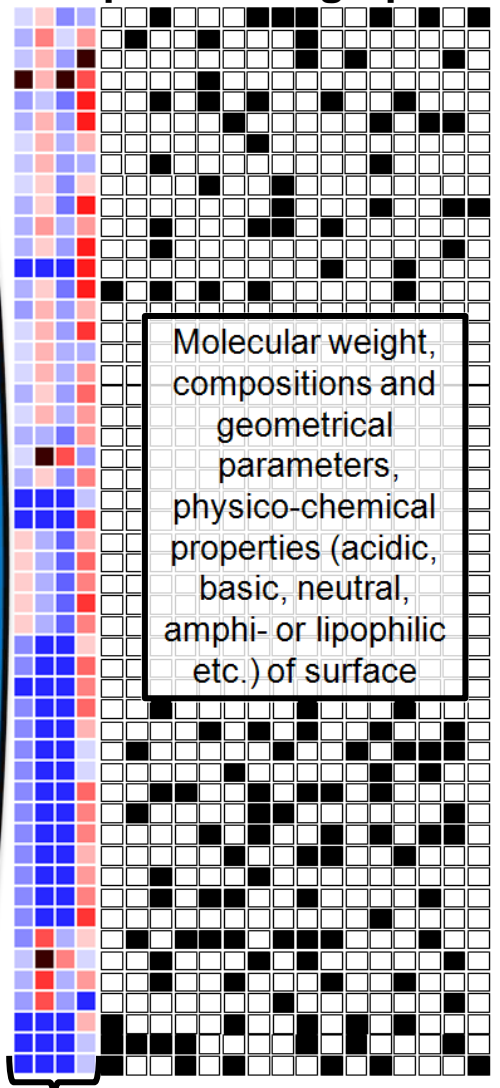 Molecular weight,
compositions and
geometrical
parameters,
physico-chemical
properties (acidic,
basic, neutral,
amphi- or lipophilic
etc.) of surface